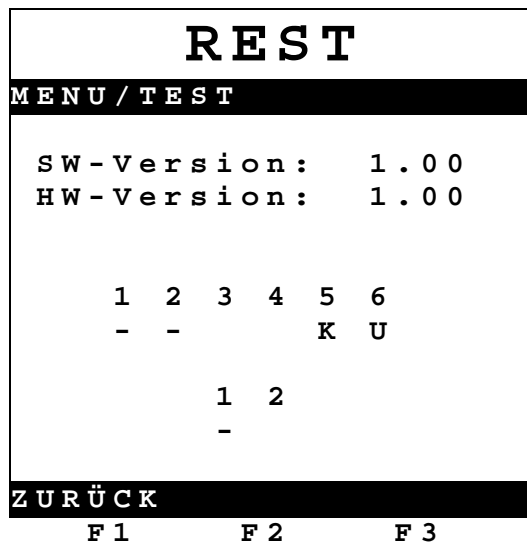 REST
MENU/TEST
SW-Version: 1.00
HW-Version: 1.00
1 2 3 4 5 6
- - K U
1 2
-
ZURÜCK
F1 F2 F3